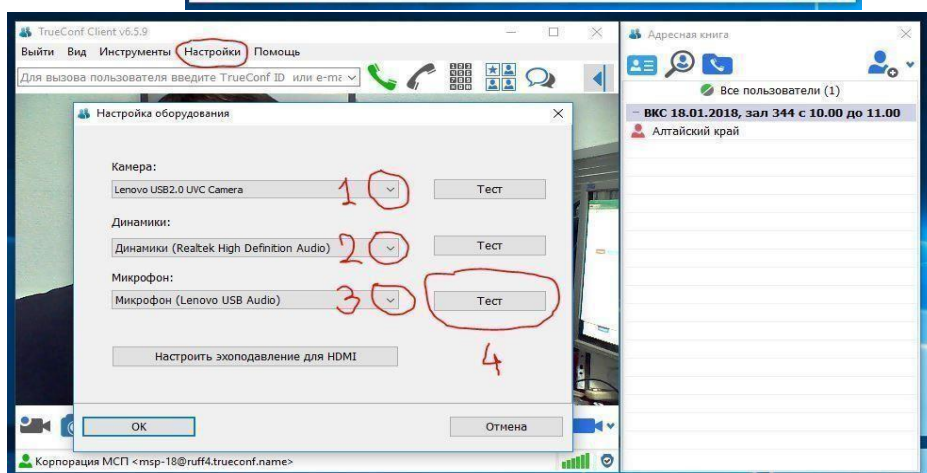 TrueConf Client v6.5.9
Выйти Вид Инструменты Настройки Помощь
Для вызова пользователя введите TrueConf ID или e-ma
Настройка оборудования
Камера:
Lenovo USB2.0 UVC Camera
1
Тест
Динамики:
Динамики (Realtek High Definition Audio)
2
Тест
Микрофон:
Микрофон (Lenovo USB Audio)
3
Тест
4
Настроить эхоподавление для HDMI
OK
Отмена
Корпорация МСП <msp-18@ruff4.trueconf.name>
Адресная книга
Все пользователи (1)
ВКС 18.01.2018, зал 344 с 10.00 до 11.00
Алтайский край